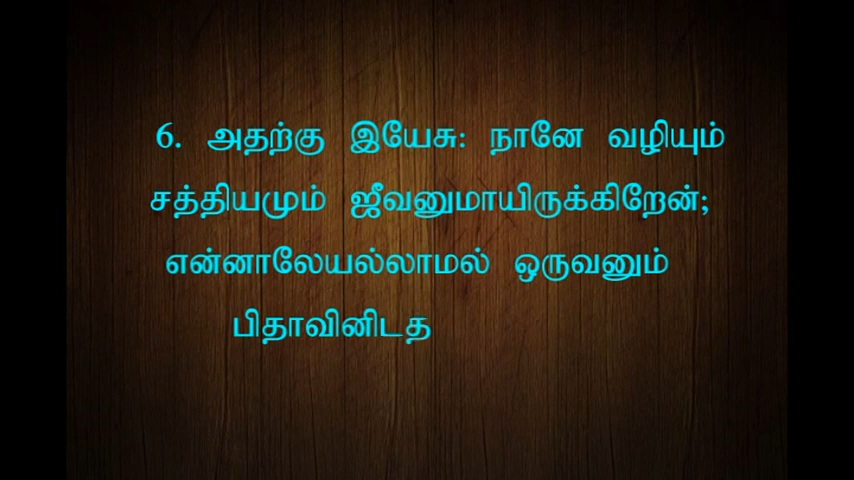 6. அதற்கு இயேசு: நானே வழியும்
சத்தியமும் ஜீவனுமாயிருக்கிறேன்;
என்னாலேயல்லாமல் ஒருவனும்
பிதாவினிடத